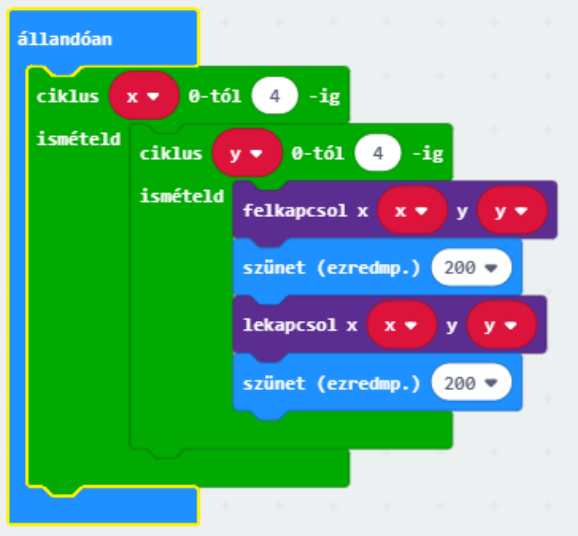 állandóan
ciklus x 0-tól 4 -ig
ismételd
ciklus y 0-tól 4 -ig
ismételd
felkapcsol x x y y
szünet (ezredmp.) 200
lekapcsol x x y y
szünet (ezredmp.) 200